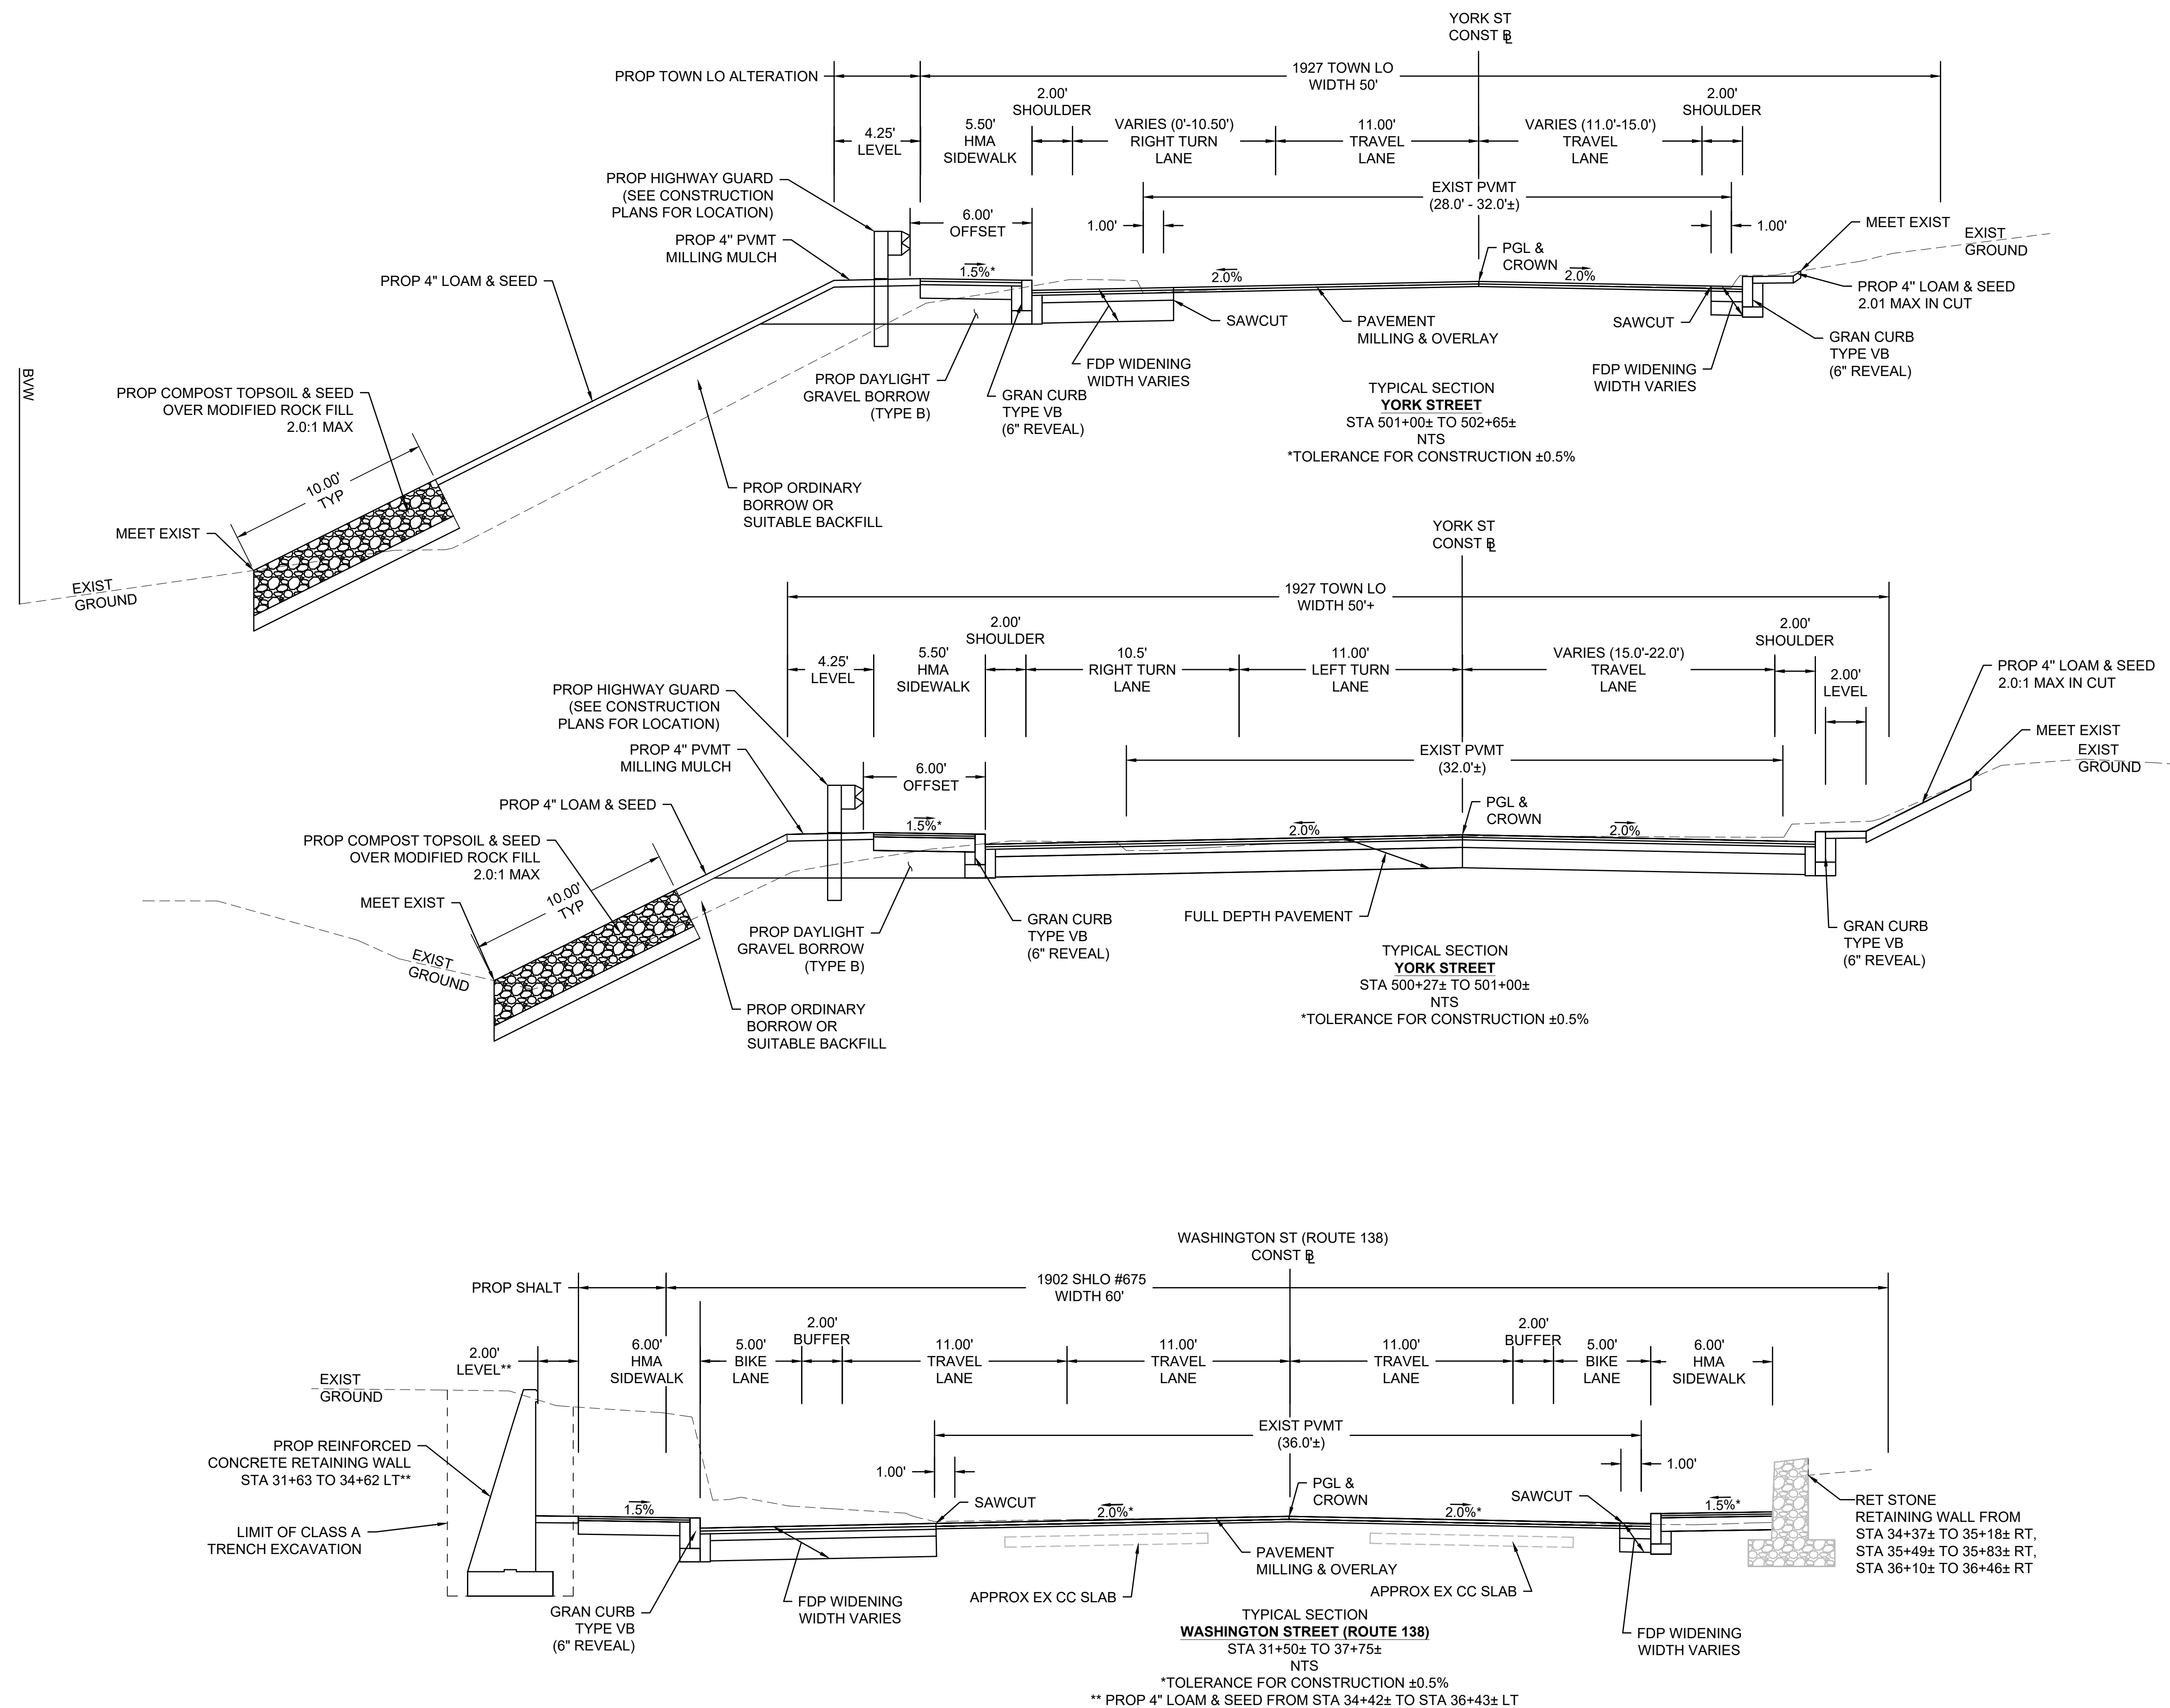 YORK ST
CONST BL
PROP TOWN LO ALTERATION
1927 TOWN LO
WIDTH 50'
4.25'
LEVEL
5.50'
HMA
SIDEWALK
2.00'
SHOULDER
VARIES (0'-10.50')
RIGHT TURN
LANE
11.00'
TRAVEL
LANE
VARIES (11.0'-15.0')
TRAVEL
LANE
2.00'
SHOULDER
PROP HIGHWAY GUARD
(SEE CONSTRUCTION
PLANS FOR LOCATION)
6.00'
OFFSET
1.00'
EXIST PVMT
(28.0' - 32.0'±)
1.00'
MEET EXIST
EXIST
GROUND
PROP 4" PVMT
MILLING MULCH
PROP 4" LOAM & SEED
1.5%*
2.0%
PGL &
CROWN
2.0%
PROP 4" LOAM & SEED
2.01 MAX IN CUT
SAWCUT
PAVEMENT
MILLING & OVERLAY
SAWCUT
GRAN CURB
TYPE VB
(6" REVEAL)
FDP WIDENING
WIDTH VARIES
FDP WIDENING
WIDTH VARIES
BVW
PROP COMPOST TOPSOIL & SEED
OVER MODIFIED ROCK FILL
2.0:1 MAX
PROP DAYLIGHT
GRAVEL BORROW
(TYPE B)
GRAN CURB
TYPE VB
(6" REVEAL)
TYPICAL SECTION
YORK STREET
STA 501+00± TO 502+65±
NTS
*TOLERANCE FOR CONSTRUCTION ±0.5%
10.00'
TYP
PROP ORDINARY
BORROW OR
SUITABLE BACKFILL
MEET EXIST
EXIST
GROUND
YORK ST
CONST BL
1927 TOWN LO
WIDTH 50'+
4.25'
LEVEL
5.50'
HMA
SIDEWALK
2.00'
SHOULDER
10.5'
RIGHT TURN
LANE
11.00'
LEFT TURN
LANE
VARIES (15.0'-22.0')
TRAVEL
LANE
2.00'
SHOULDER
2.00'
LEVEL
PROP 4" LOAM & SEED
2.0:1 MAX IN CUT
PROP HIGHWAY GUARD
(SEE CONSTRUCTION
PLANS FOR LOCATION)
MEET EXIST
EXIST
GROUND
PROP 4" PVMT
MILLING MULCH
6.00'
OFFSET
EXIST PVMT
(32.0'±)
PROP 4" LOAM & SEED
1.5%*
2.0%
PGL &
CROWN
2.0%
PROP COMPOST TOPSOIL & SEED
OVER MODIFIED ROCK FILL
2.0:1 MAX
10.00'
TYP
MEET EXIST
EXIST
GROUND
PROP DAYLIGHT
GRAVEL BORROW
(TYPE B)
GRAN CURB
TYPE VB
(6" REVEAL)
FULL DEPTH PAVEMENT
GRAN CURB
TYPE VB
(6" REVEAL)
TYPICAL SECTION
YORK STREET
STA 500+27± TO 501+00±
NTS
*TOLERANCE FOR CONSTRUCTION ±0.5%
PROP ORDINARY
BORROW OR
SUITABLE BACKFILL
WASHINGTON ST (ROUTE 138)
CONST BL
PROP SHALT
1902 SHLO #675
WIDTH 60'
2.00'
LEVEL**
6.00'
HMA
SIDEWALK
5.00'
BIKE
LANE
2.00'
BUFFER
11.00'
TRAVEL
LANE
11.00'
TRAVEL
LANE
11.00'
TRAVEL
LANE
2.00'
BUFFER
5.00'
BIKE
LANE
6.00'
HMA
SIDEWALK
EXIST
GROUND
EXIST PVMT
(36.0'±)
PROP REINFORCED
CONCRETE RETAINING WALL
STA 31+63 TO 34+62 LT**
1.00'
1.00'
SAWCUT
PGL &
CROWN
SAWCUT
1.5%
2.0%*
2.0%*
1.5%*
LIMIT OF CLASS A
TRENCH EXCAVATION
RET STONE
RETAINING WALL FROM
STA 34+37± TO 35+18± RT,
STA 35+49± TO 35+83± RT,
STA 36+10± TO 36+46± RT
PAVEMENT
MILLING & OVERLAY
APPROX EX CC SLAB
APPROX EX CC SLAB
FDP WIDENING
WIDTH VARIES
GRAN CURB
TYPE VB
(6" REVEAL)
FDP WIDENING
WIDTH VARIES
TYPICAL SECTION
WASHINGTON STREET (ROUTE 138)
STA 31+50± TO 37+75±
NTS
*TOLERANCE FOR CONSTRUCTION ±0.5%
** PROP 4" LOAM & SEED FROM STA 34+42± TO STA 36+43± LT